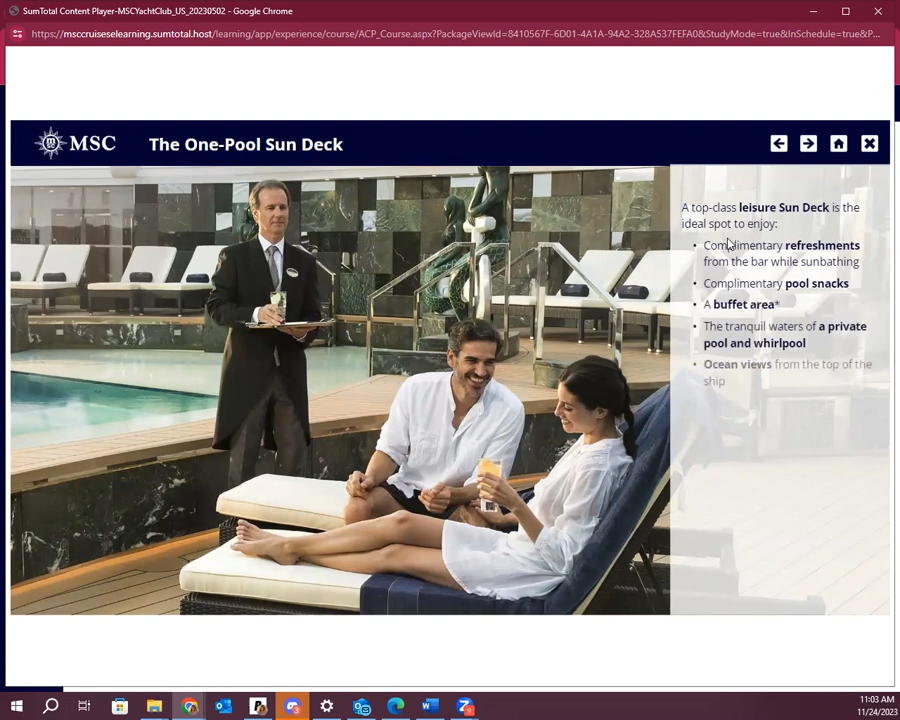 SumTotal Content Player-MSCYachtClub_US_20230502 - Google Chrome
https://msccruiseselearning.sumtotal.host/learning/app/experience/course/ACP_Course.aspx?PackageViewId=8410567F-6D01-4A1A-94A2-328A537FEFA0&StudyMode=true&InSchedule=true&P...
MSC
The One-Pool Sun Deck
A top-class leisure Sun Deck is the
ideal spot to enjoy:
• Complimentary refreshments
from the bar while sunbathing
• Complimentary pool snacks
• A buffet area*
• The tranquil waters of a private
pool and whirlpool
• Ocean views from the top of the
ship
11:03 AM
11/24/2023